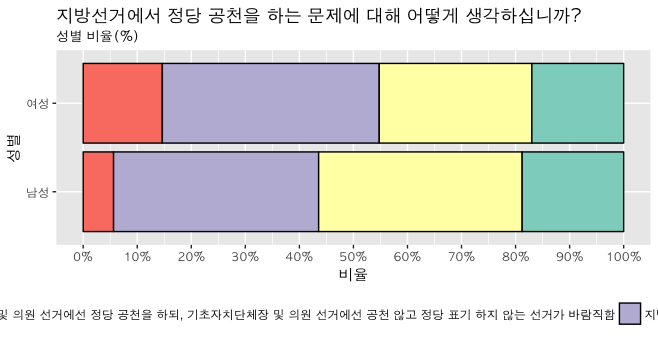 지방선거에서 정당 공천을 하는 문제에 대해 어떻게 생각하십니까?
성별 비율(%)
여성
남성
성별
0% 10% 20% 30% 40% 50% 60% 70% 80% 90% 100%
비율
및 의원 선거에선 정당 공천을 하되, 기초자치단체장 및 의원 선거에선 공천 않고 정당 표기 하지 않는 선거가 바람직함